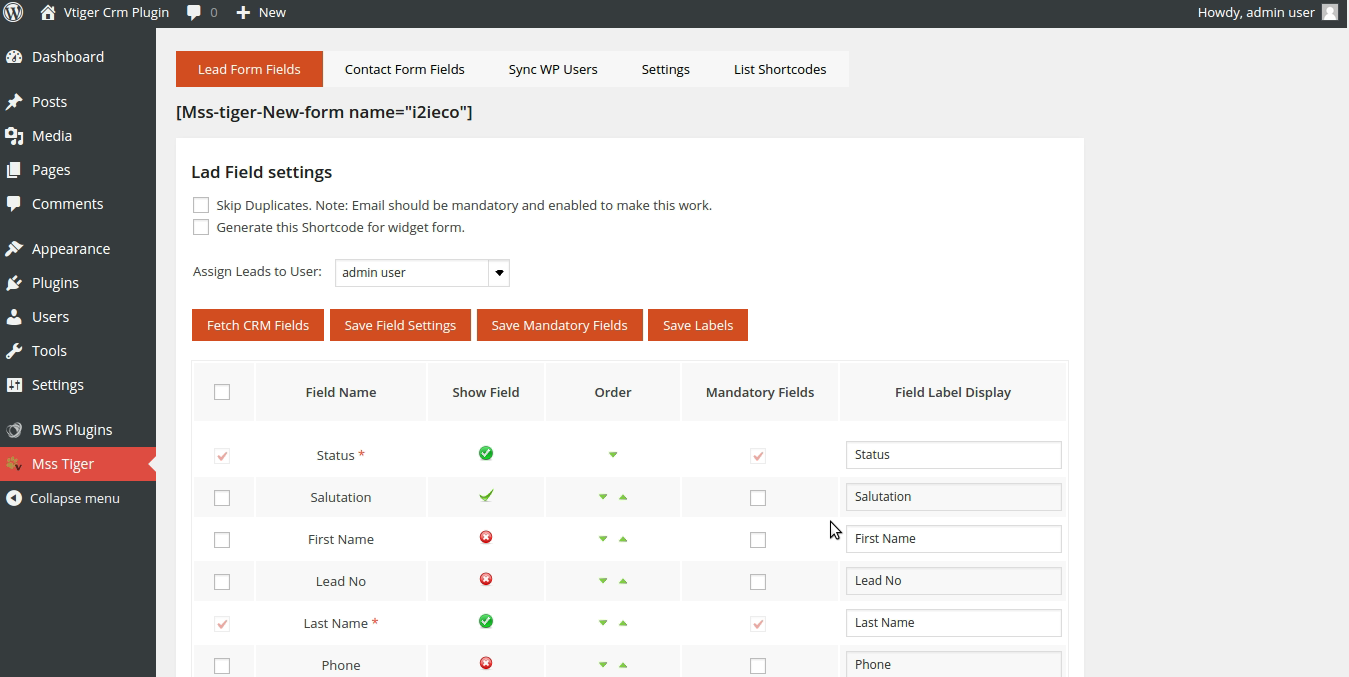 Vtiger Crm Plugin 0 New Howdy, admin user
Dashboard
Posts
Media
Pages
Comments
Appearance
Plugins
Users
Tools
Settings
BWS Plugins
Mss Tiger
Collapse menu
Lead Form Fields Contact Form Fields Sync WP Users Settings List Shortcodes
[Mss-tiger-New-form name="i2ieco"]
Lad Field settings
Skip Duplicates. Note: Email should be mandatory and enabled to make this work.
Generate this Shortcode for widget form.
Assign Leads to User: admin user
Fetch CRM Fields Save Field Settings Save Mandatory Fields Save Labels
Field Name Show Field Order Mandatory Fields Field Label Display
Status * Status
Salutation Salutation
First Name First Name
Lead No Lead No
Last Name * Last Name
Phone Phone